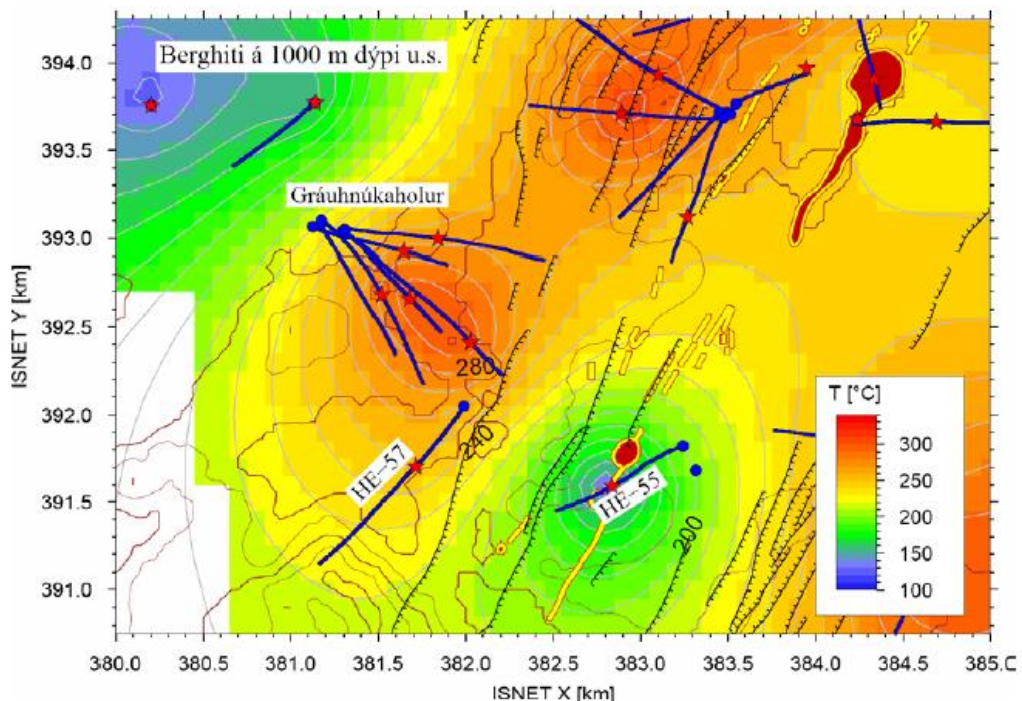 Berghiti á 1000 m dýpi u.s.
394.0
393.5
Gráuhnúkaholur
393.0
ISNET Y [km]
392.5
280
392.0
240
HE-57
391.5
HE-55
200
391.0
T [°C]
300
250
200
150
100
380.0 380.5 381.0 381.5 382.0 382.5 383.0 383.5 384.0 384.5 385.0
ISNET X [km]